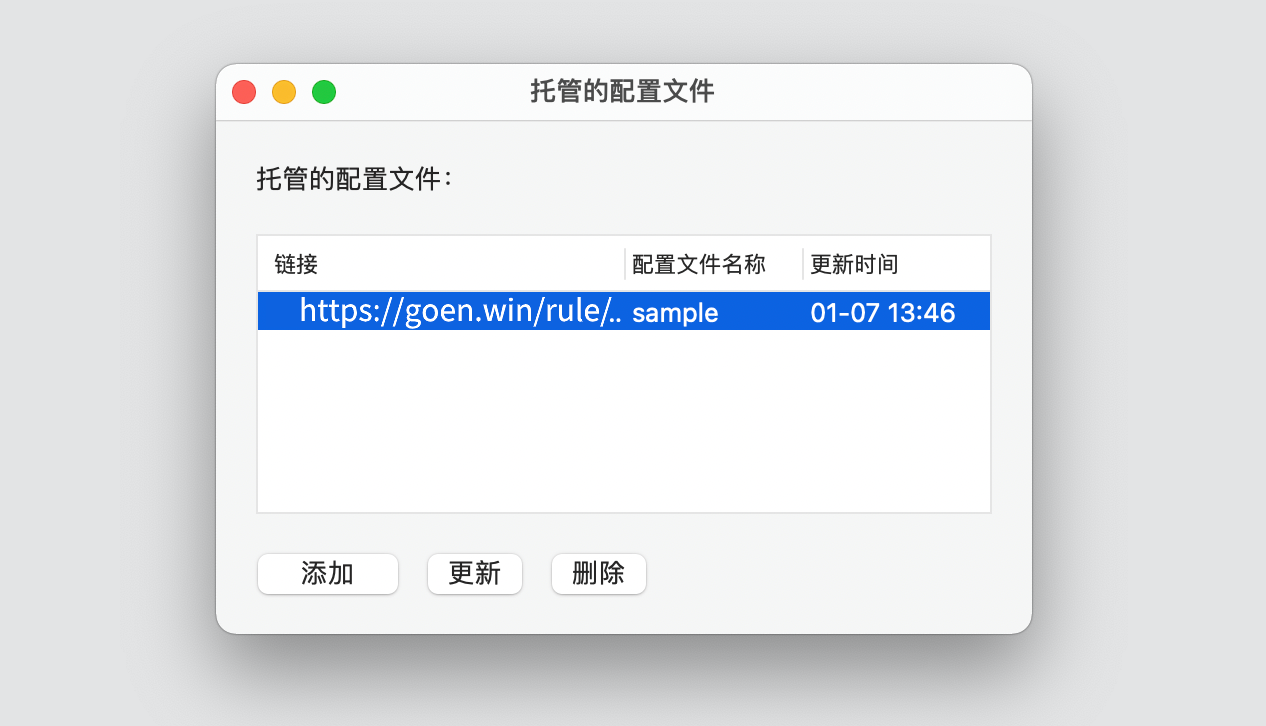 托管的配置文件
托管的配置文件：
链接 配置文件名称 更新时间
https://goen.win/rule/.. sample 01-07 13:46
添加 更新 删除